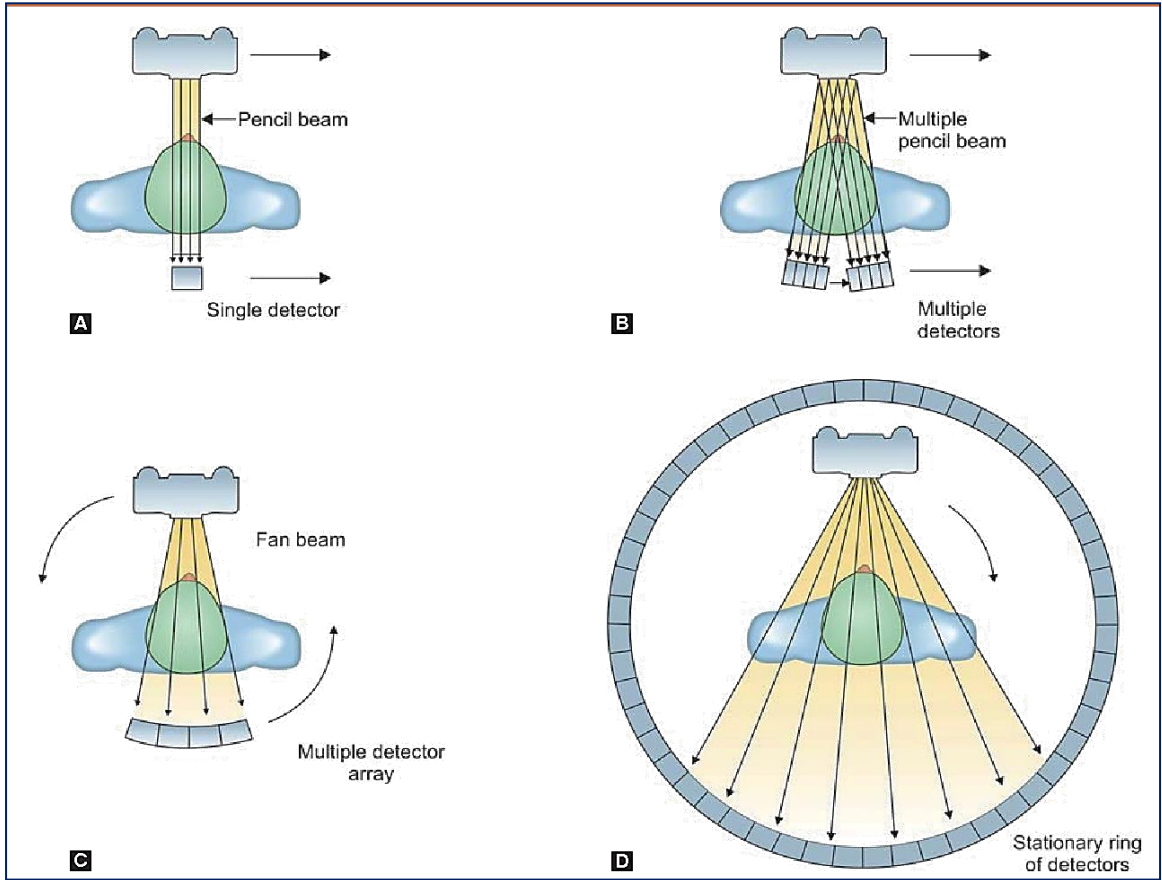 Pencil beam
Single detector
A
Multiple
pencil beam
Multiple
detectors
B
Fan beam
Multiple detector
array
C
Stationary ring
of detectors
D